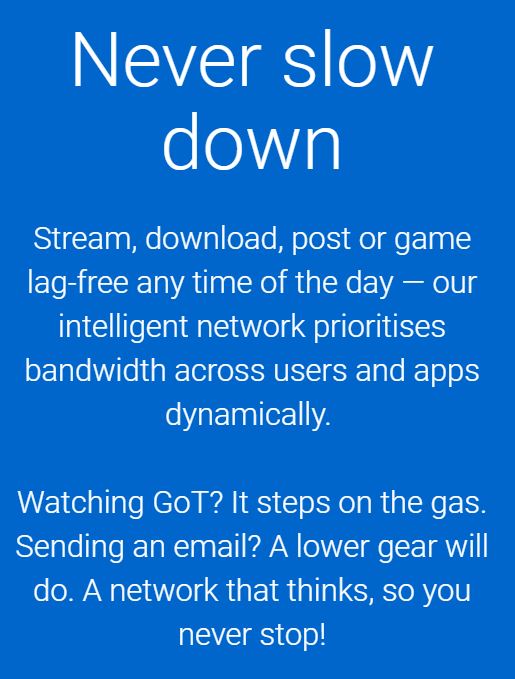 Never slow
down
Stream, download, post or game
lag-free any time of the day — our
intelligent network prioritises
bandwidth across users and apps
dynamically.
Watching GoT? It steps on the gas.
Sending an email? A lower gear will
do. A network that thinks, so you
never stop!